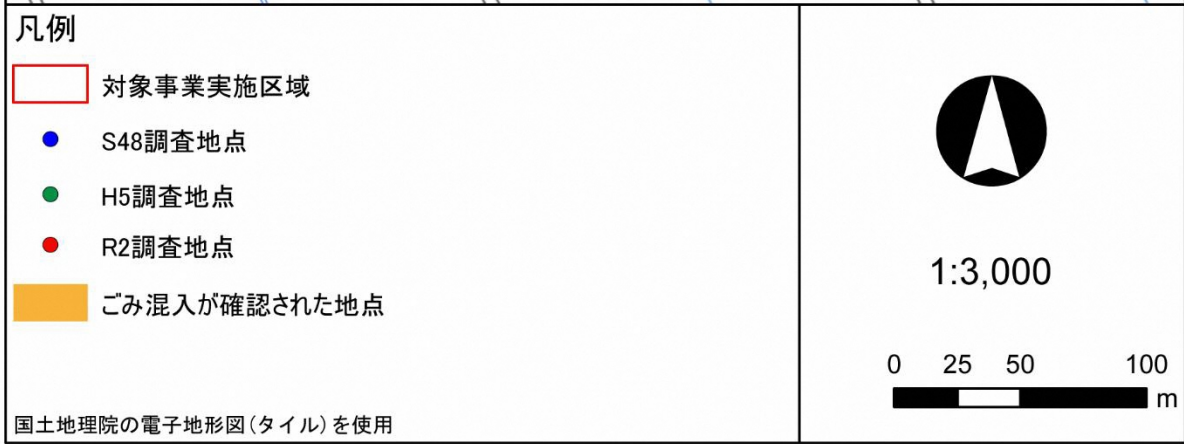 凡例
対象事業実施区域
S48調査地点
H5調査地点
R2調査地点
ごみ混入が確認された地点
国土地理院の電子地形図(タイル)を使用
1:3,000
0 25 50 100
m